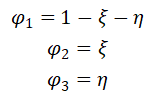 φ₁ = 1 − ξ − η
φ₂ = ξ
φ₃ = η